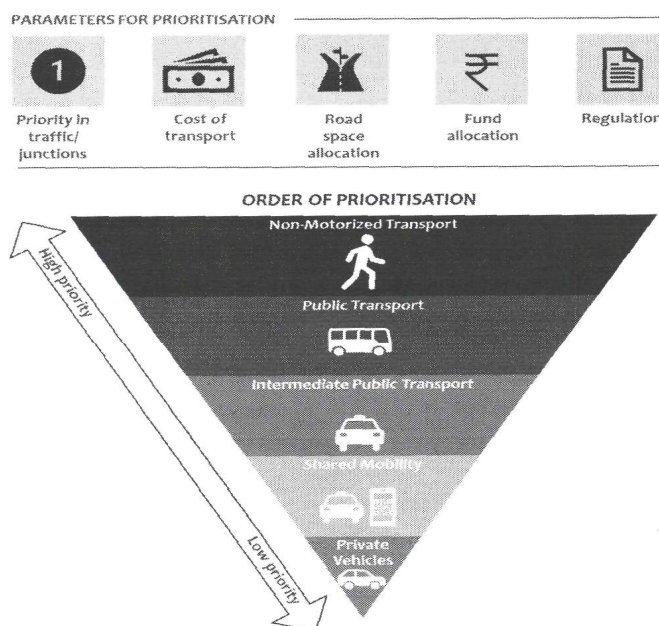 PARAMETERS FOR PRIORITISATION
1
Priority in
traffic/
junctions
Cost of
transport
Road
space
allocation
₹
Fund
allocation
Regulation
ORDER OF PRIORITISATION
Non-Motorized Transport
Public Transport
Intermediate Public Transport
Shared Mobility
Private
Vehicles
High priority
Low priority